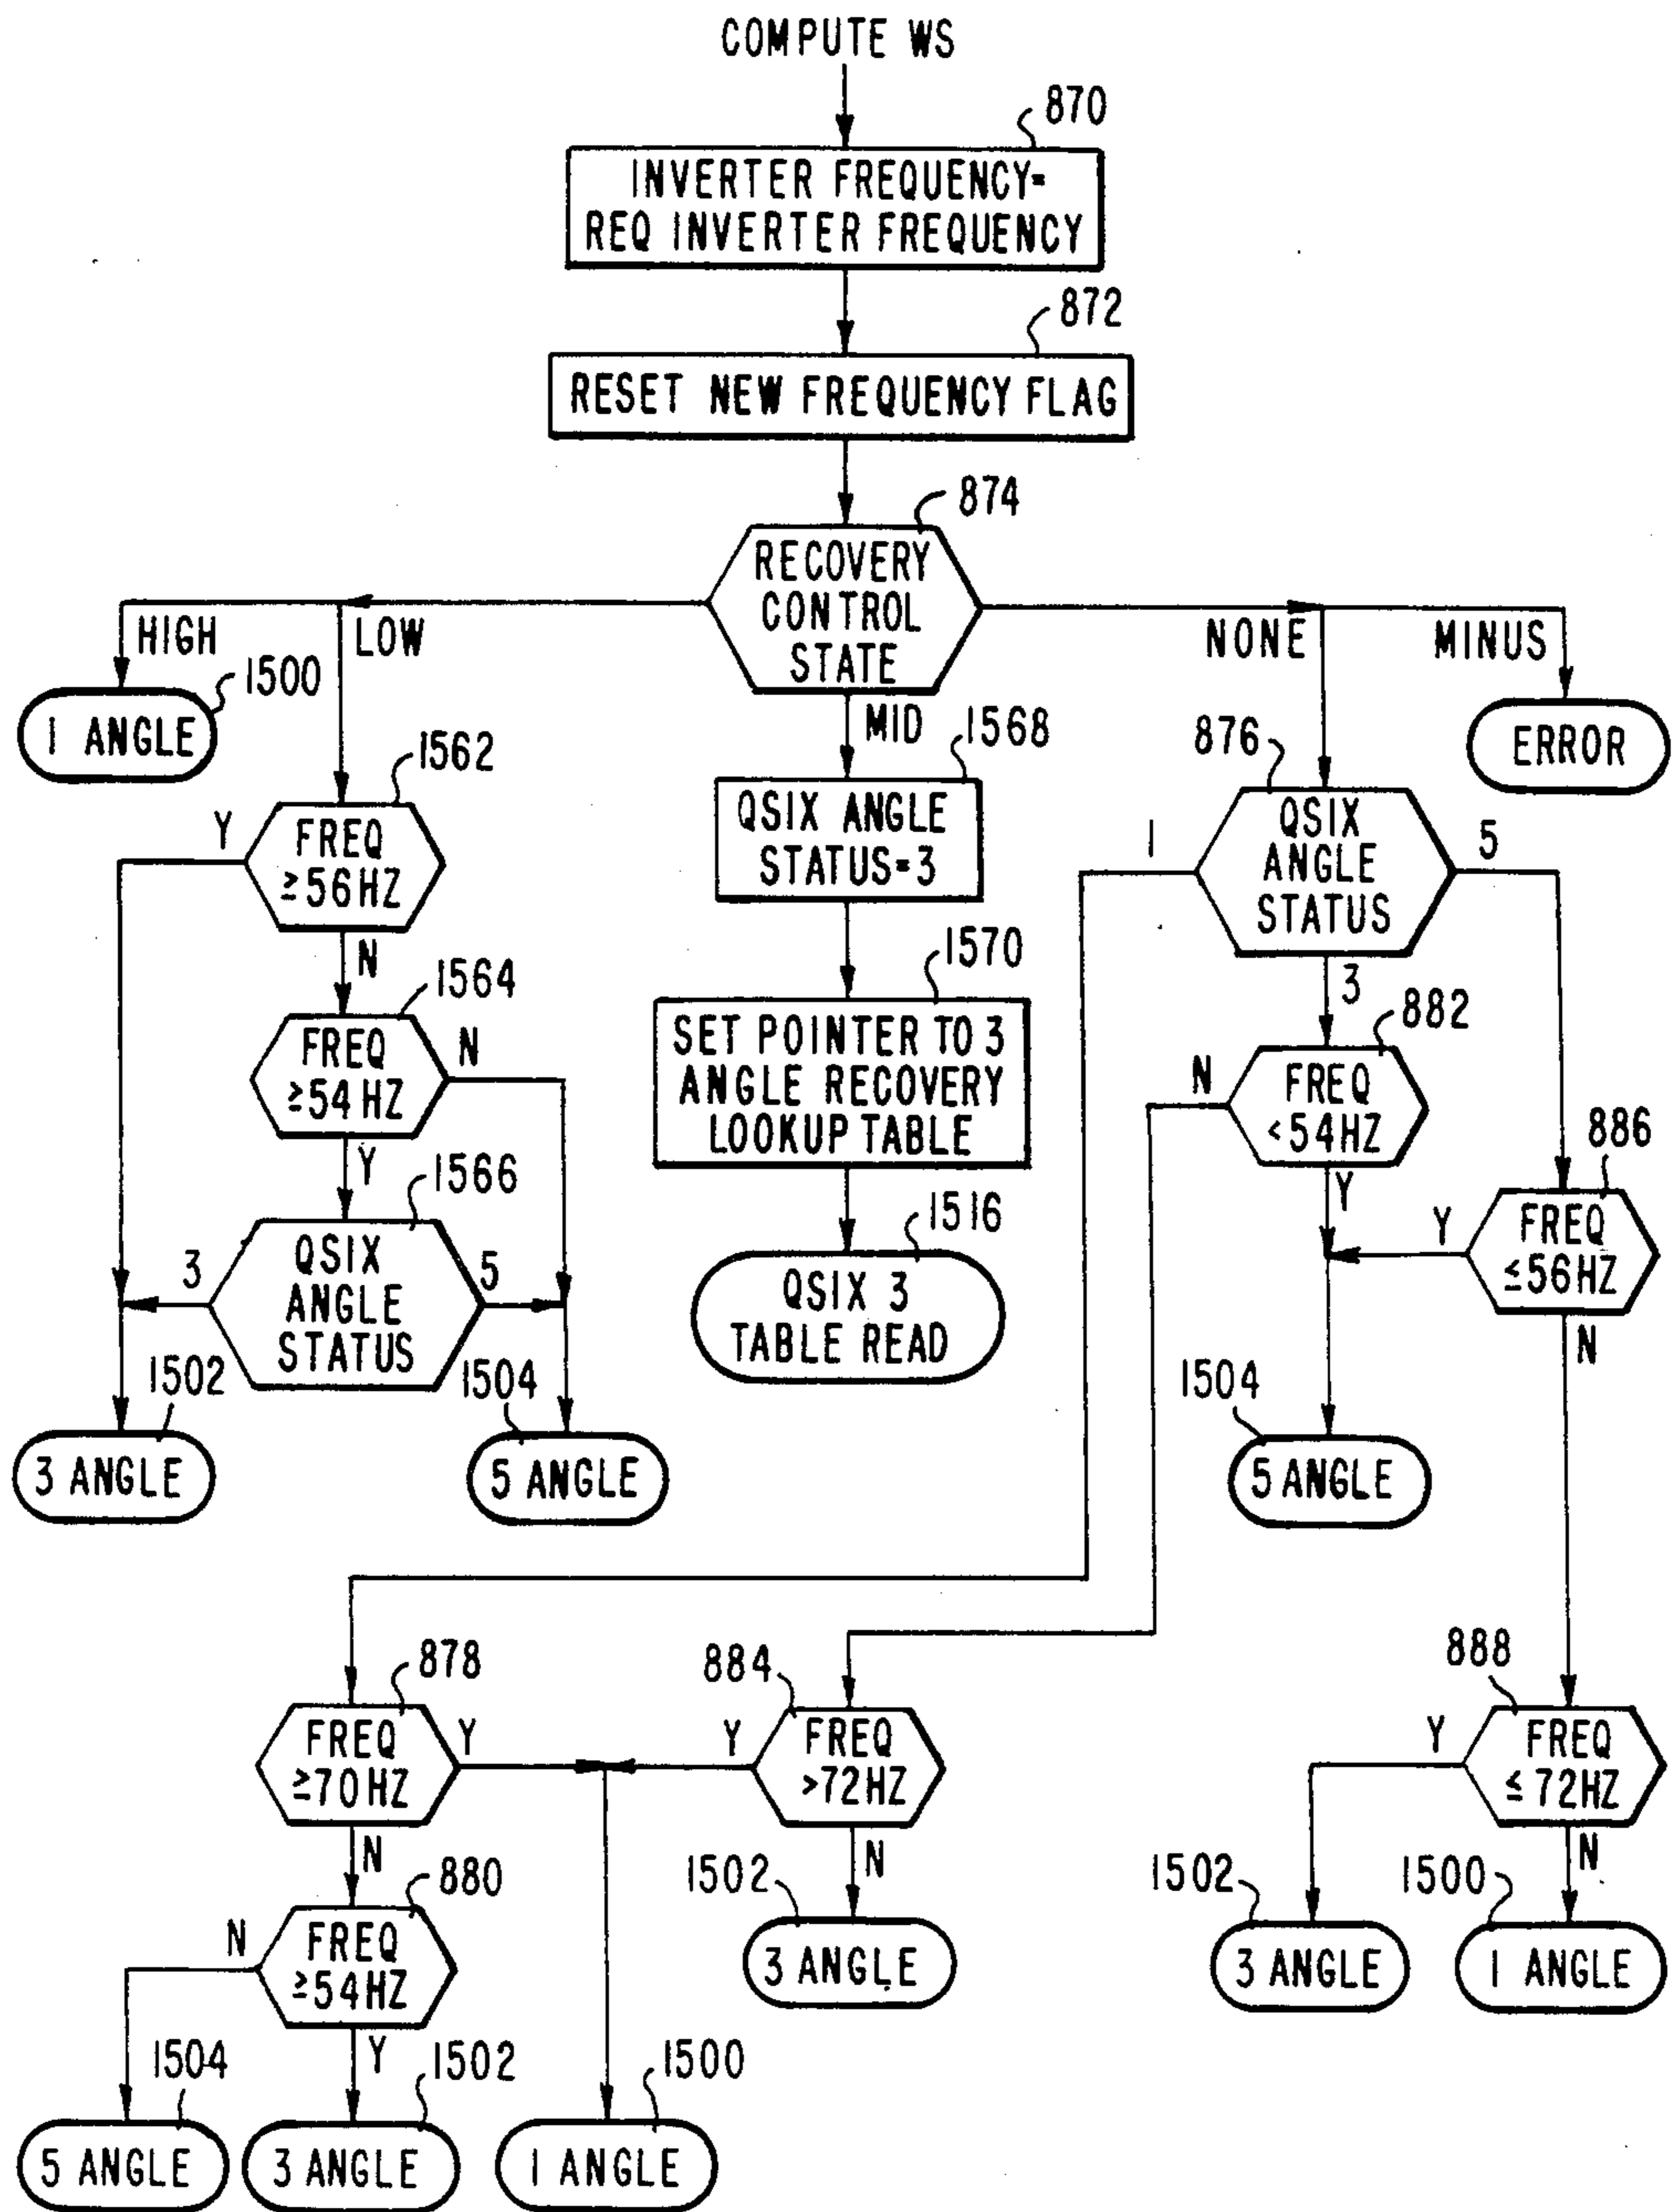 COMPUTE WS
870
INVERTER FREQUENCY=
REQ INVERTER FREQUENCY
872
RESET NEW FREQUENCY FLAG
874
RECOVERY
CONTROL
STATE
HIGH
LOW
NONE
MINUS
MID
1500
1 ANGLE
1562
Y
FREQ
≥56HZ
N
1564
FREQ
≥54HZ
N
Y
1566
3
QSIX
ANGLE
STATUS
5
1502
3 ANGLE
1504
5 ANGLE
1568
QSIX ANGLE
STATUS=3
1570
SET POINTER TO 3
ANGLE RECOVERY
LOOKUP TABLE
1516
QSIX 3
TABLE READ
ERROR
876
1
QSIX
ANGLE
STATUS
5
3
882
N
FREQ
<54HZ
Y
886
Y
FREQ
≤56HZ
N
1504
5 ANGLE
878
FREQ
≥70HZ
Y
N
884
Y
FREQ
>72HZ
N
888
Y
FREQ
≤72HZ
N
880
N
FREQ
≥54HZ
Y
1502
3 ANGLE
1502
3 ANGLE
1500
1 ANGLE
1504
5 ANGLE
1502
3 ANGLE
1500
1 ANGLE